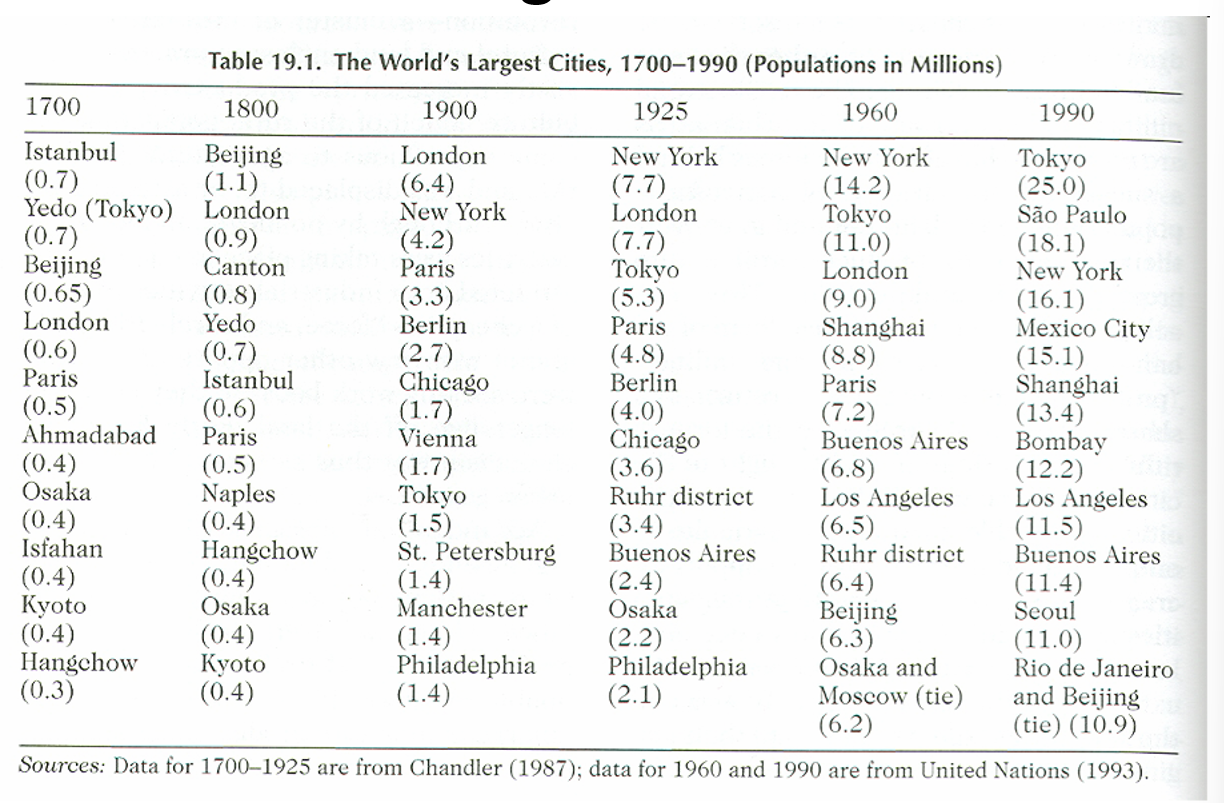 Table 19.1. The World's Largest Cities, 1700–1990 (Populations in Millions)
1700 1800 1900 1925 1960 1990
Istanbul Beijing London New York New York Tokyo
(0.7) (1.1) (6.4) (7.7) (14.2) (25.0)
Yedo (Tokyo) London New York London Tokyo São Paulo
(0.7) (0.9) (4.2) (7.7) (11.0) (18.1)
Beijing Canton Paris Tokyo London New York
(0.65) (0.8) (3.3) (5.3) (9.0) (16.1)
London Yedo Berlin Paris Shanghai Mexico City
(0.6) (0.7) (2.7) (4.8) (8.8) (15.1)
Paris Istanbul Chicago Berlin Paris Shanghai
(0.5) (0.6) (1.7) (4.0) (7.2) (13.4)
Ahmadabad Paris Vienna Chicago Buenos Aires Bombay
(0.4) (0.5) (1.7) (3.6) (6.8) (12.2)
Osaka Naples Tokyo Ruhr district Los Angeles Los Angeles
(0.4) (0.4) (1.5) (3.4) (6.5) (11.5)
Isfahan Hangchow St. Petersburg Buenos Aires Ruhr district Buenos Aires
(0.4) (0.4) (1.4) (2.4) (6.4) (11.4)
Kyoto Osaka Manchester Osaka Beijing Seoul
(0.4) (0.4) (1.4) (2.2) (6.3) (11.0)
Hangchow Kyoto Philadelphia Philadelphia Osaka and Rio de Janeiro
(0.3) (0.4) (1.4) (2.1) Moscow (tie) and Beijing
(6.2) (tie) (10.9)
Sources: Data for 1700–1925 are from Chandler (1987); data for 1960 and 1990 are from United Nations (1993).